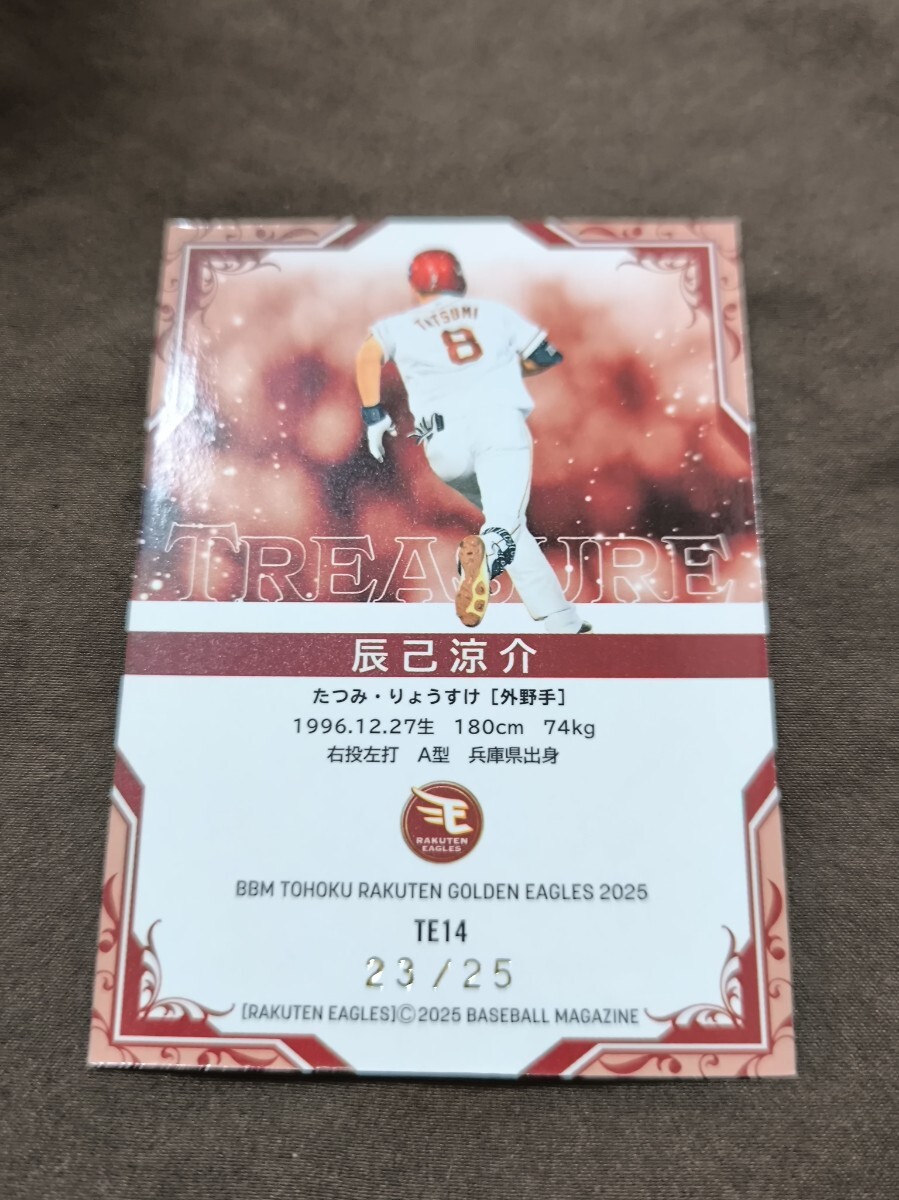 TATSUMI
8
TREASURE
辰己涼介
たつみ・りょうすけ［外野手］
1996.12.27生 180cm 74kg
右投左打 A型 兵庫県出身
RAKUTEN
EAGLES
BBM TOHOKU RAKUTEN GOLDEN EAGLES 2025
TE14
23/25
[RAKUTEN EAGLES]©2025 BASEBALL MAGAZINE